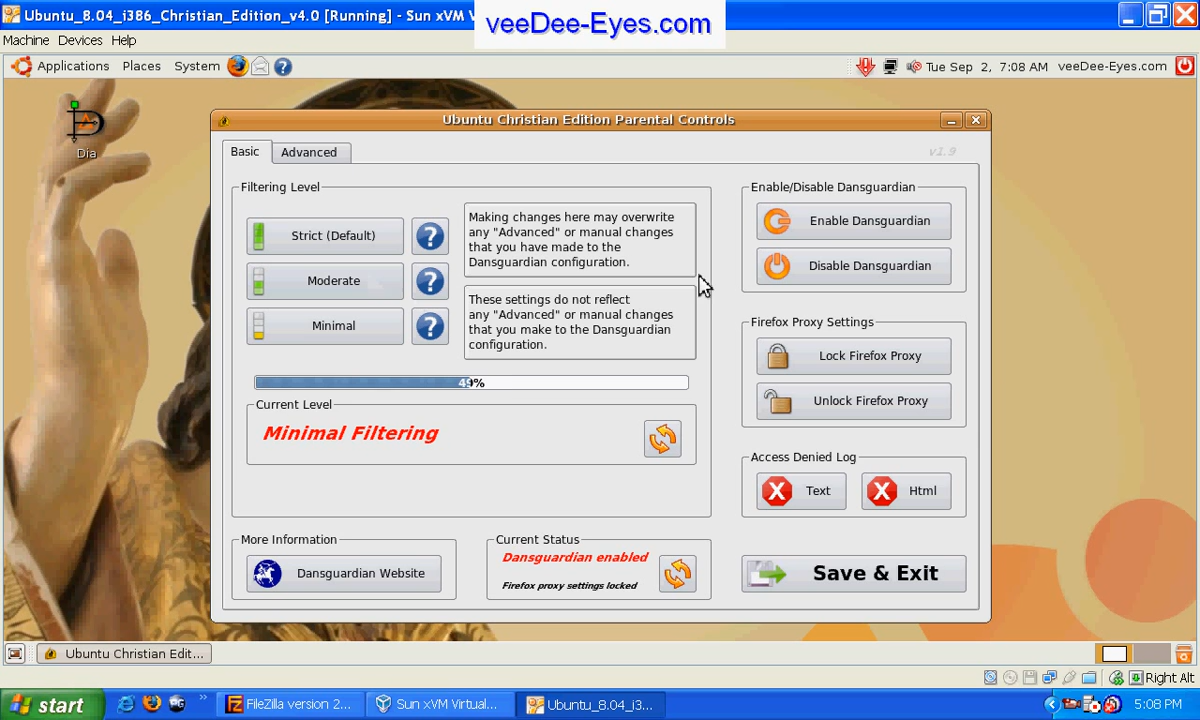 Ubuntu_8.04_i386_Christian_Edition_v4.0 [Running] - Sun xVM V
veeDee-Eyes.com
Machine Devices Help
Applications Places System
Tue Sep 2, 7:08 AM veeDee-Eyes.com
Dia
Ubuntu Christian Edition Parental Controls
Basic Advanced
v1.9
Filtering Level
Strict (Default)
Moderate
Minimal
Making changes here may overwrite
any "Advanced" or manual changes
that you have made to the
Dansguardian configuration.
These settings do not reflect
any "Advanced" or manual changes
that you make to the Dansguardian
configuration.
49%
Current Level
Minimal Filtering
Enable/Disable Dansguardian
Enable Dansguardian
Disable Dansguardian
Firefox Proxy Settings
Lock Firefox Proxy
Unlock Firefox Proxy
Access Denied Log
Text Html
More Information
Dansguardian Website
Current Status
Dansguardian enabled
Firefox proxy settings locked
Save & Exit
Ubuntu Christian Edit...
Right Alt
start
FileZilla version 2...
Sun xVM Virtual...
Ubuntu_8.04_i3...
5:08 PM